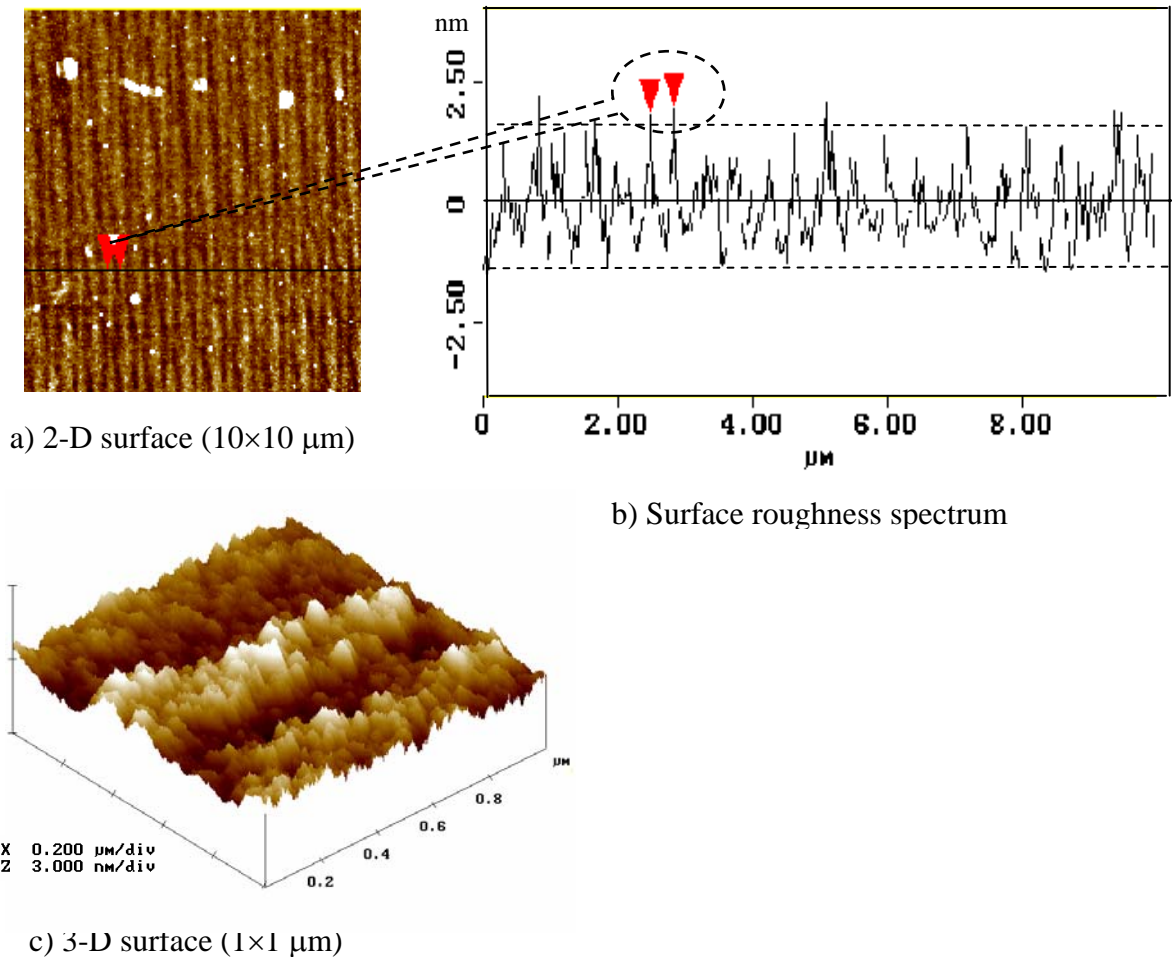 nm
2.50
0
-2.50
0 2.00 4.00 6.00 8.00
μM
a) 2-D surface (10×10 μm)
b) Surface roughness spectrum
μM
0.8
0.6
0.4
0.2
X 0.200 μM/div
Z 3.000 nM/div
c) 3-D surface (1×1 μm)